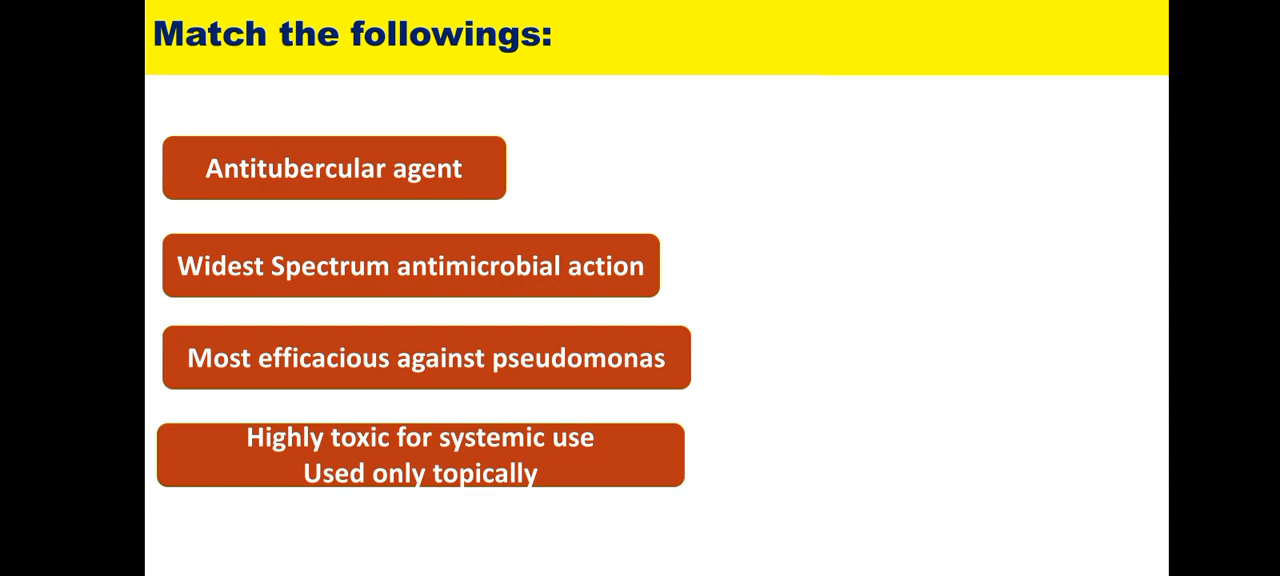 Match the followings:
Antitubercular agent
Widest Spectrum antimicrobial action
Most efficacious against pseudomonas
Highly toxic for systemic use
Used only topically